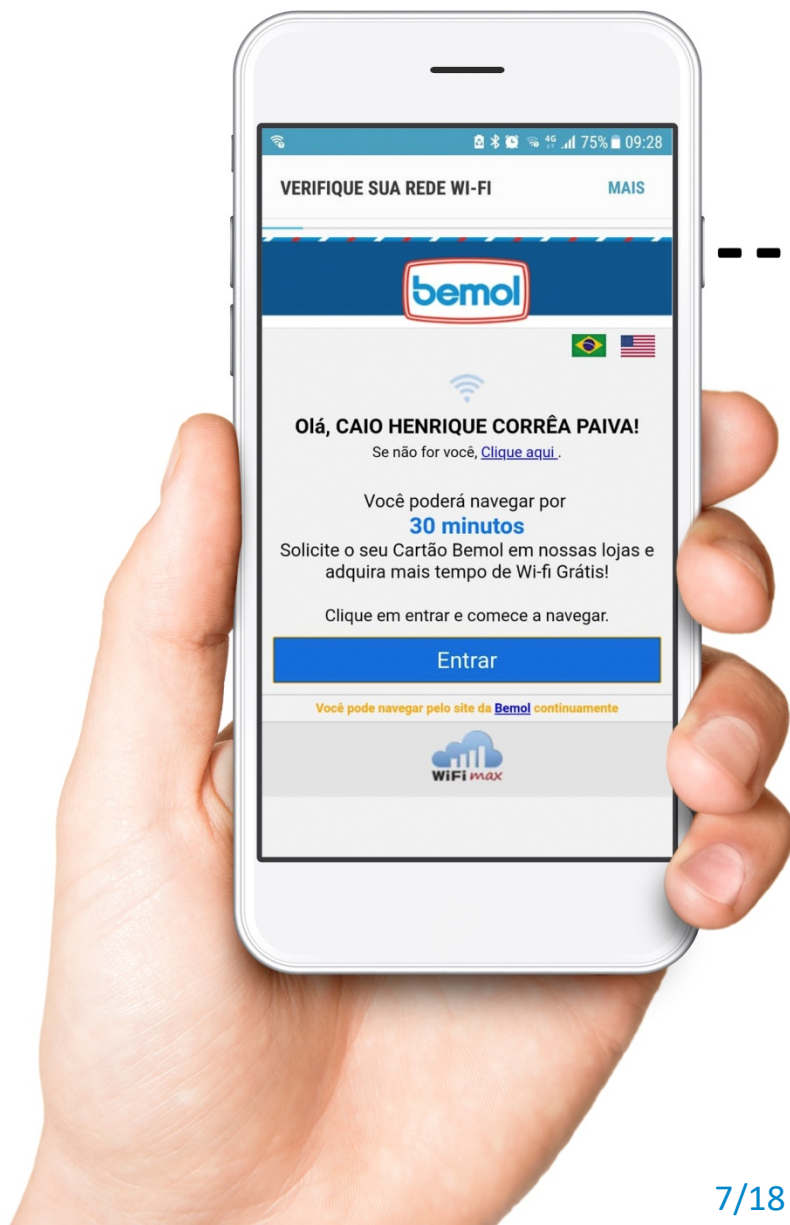 4G 75% 09:28
VERIFIQUE SUA REDE WI-FI MAIS
bemol
Olá, CAIO HENRIQUE CORRÊA PAIVA!
Se não for você, Clique aqui .
Você poderá navegar por
30 minutos
Solicite o seu Cartão Bemol em nossas lojas e
adquira mais tempo de Wi-fi Grátis!
Clique em entrar e comece a navegar.
Entrar
Você pode navegar pelo site da Bemol continuamente
WiFi max
7/18